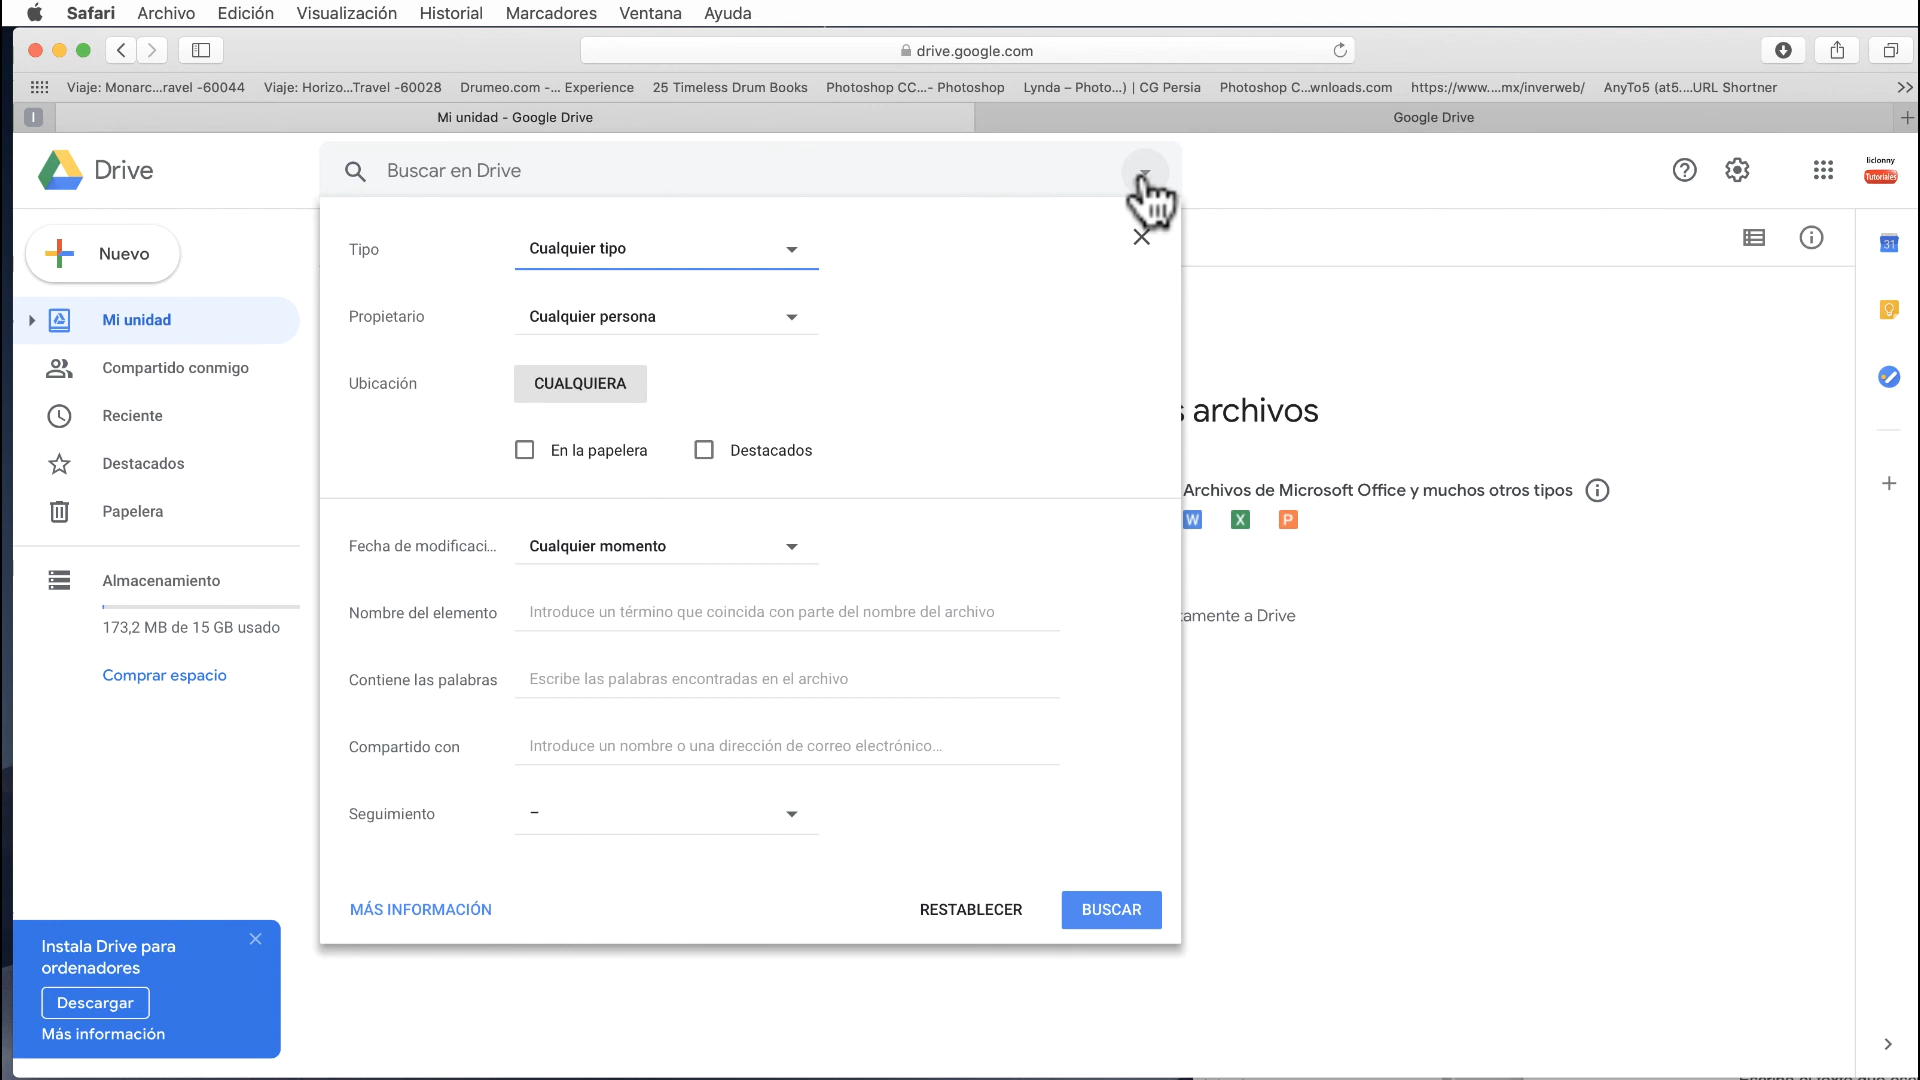 Safari Archivo Edición Visualización Historial Marcadores Ventana Ayuda
drive.google.com
Viaje: Monarc...ravel -60044 Viaje: Horizo...Travel -60028 Drumeo.com -... Experience 25 Timeless Drum Books Photoshop CC...- Photoshop Lynda – Photo...) | CG Persia Photoshop C...wnloads.com https://www....mx/inverweb/ AnyTo5 (at5....URL Shortner
I Mi unidad - Google Drive Google Drive
Drive Buscar en Drive
liclonny
Tutoriales
Nuevo
Mi unidad
Compartido conmigo
Reciente
Destacados
Papelera
Almacenamiento
173,2 MB de 15 GB usado
Comprar espacio
Tipo Cualquier tipo
Propietario Cualquier persona
Ubicación CUALQUIERA
En la papelera Destacados
Fecha de modificaci... Cualquier momento
Nombre del elemento Introduce un término que coincida con parte del nombre del archivo
Contiene las palabras Escribe las palabras encontradas en el archivo
Compartido con Introduce un nombre o una dirección de correo electrónico...
Seguimiento –
MÁS INFORMACIÓN RESTABLECER BUSCAR
s archivos
Archivos de Microsoft Office y muchos otros tipos
W X P
tamente a Drive
31
Instala Drive para
ordenadores
Descargar
Más información